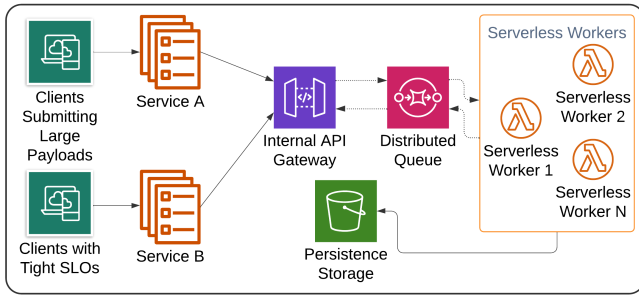 Clients
Submitting
Large
Payloads
Service A
Clients with
Tight SLOs
Service B
Internal API
Gateway
Distributed
Queue
Persistence
Storage
Serverless Workers
Serverless
Worker 2
Serverless
Worker 1
Serverless
Worker N